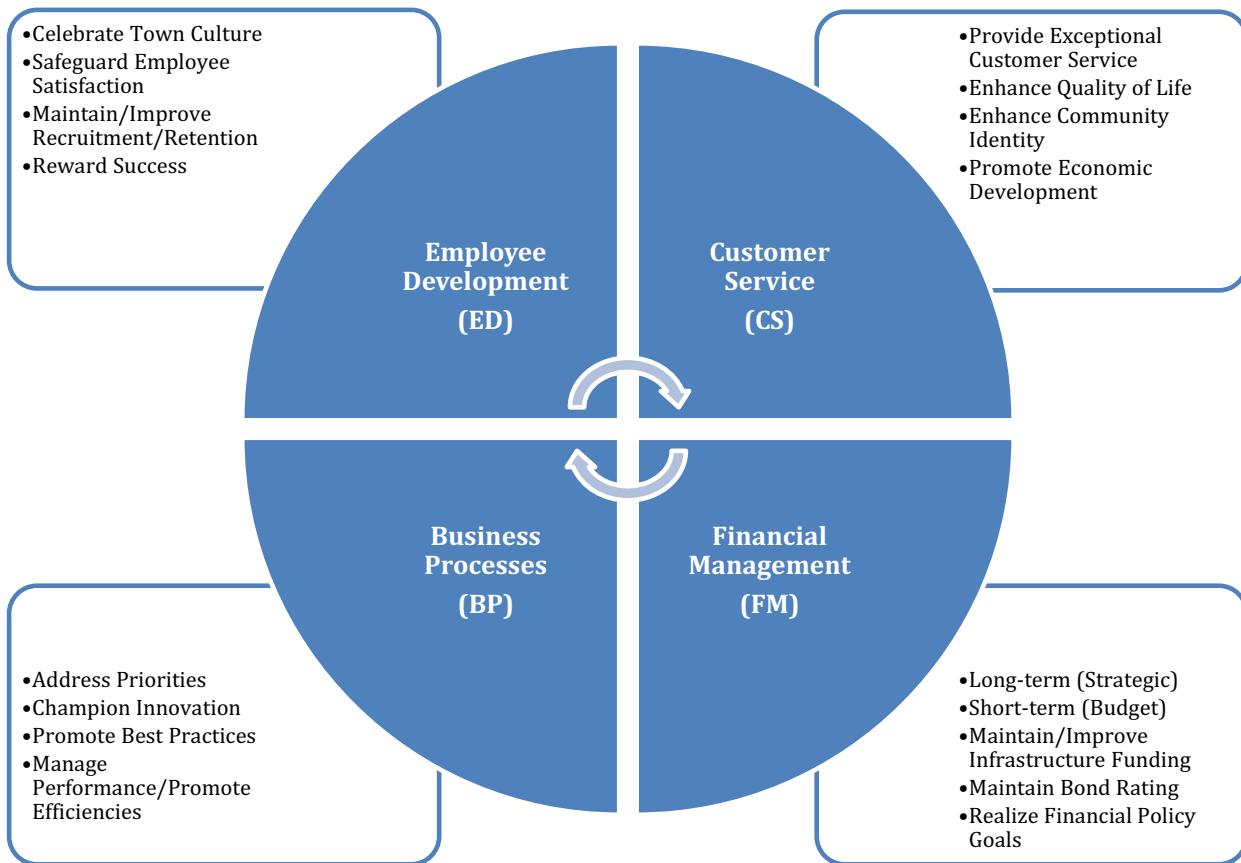 •Celebrate Town Culture
•Safeguard Employee
Satisfaction
•Maintain/Improve
Recruitment/Retention
•Reward Success
•Provide Exceptional
Customer Service
•Enhance Quality of Life
•Enhance Community
Identity
•Promote Economic
Development
Employee
Development
(ED)
Customer
Service
(CS)
Business
Processes
(BP)
Financial
Management
(FM)
•Address Priorities
•Champion Innovation
•Promote Best Practices
•Manage
Performance/Promote
Efficiencies
•Long-term (Strategic)
•Short-term (Budget)
•Maintain/Improve
Infrastructure Funding
•Maintain Bond Rating
•Realize Financial Policy
Goals